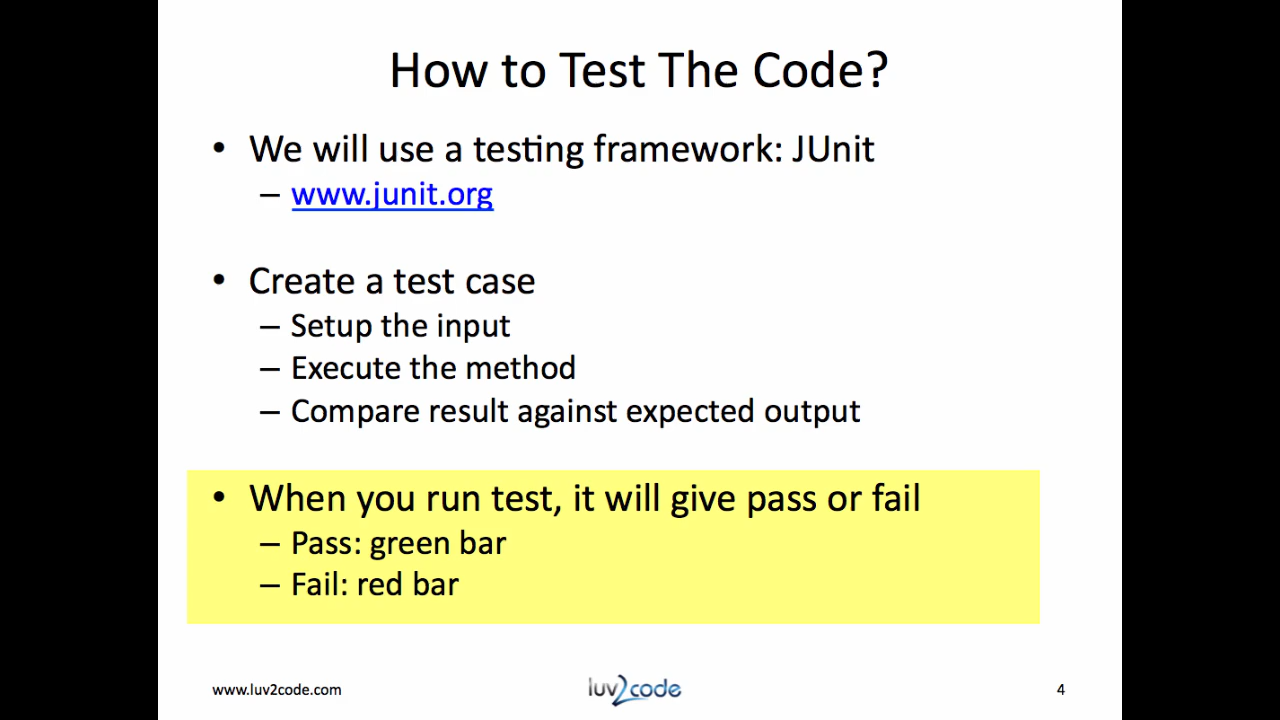 How to Test The Code?
• We will use a testing framework: JUnit
– www.junit.org
• Create a test case
– Setup the input
– Execute the method
– Compare result against expected output
• When you run test, it will give pass or fail
– Pass: green bar
– Fail: red bar
www.luv2code.com
luv2code
4